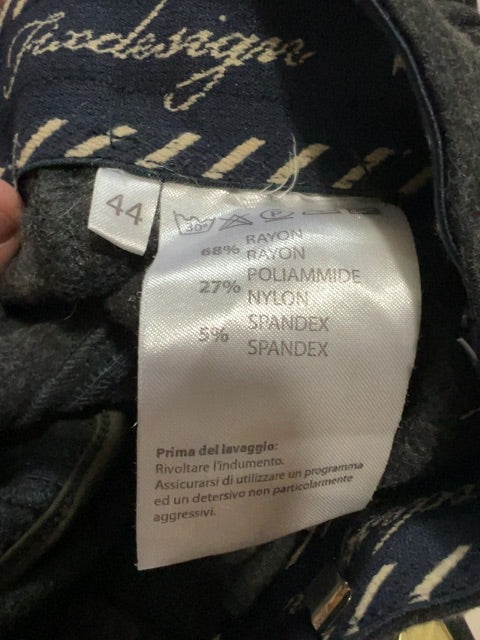 44
30°
P
68% RAYON
RAYON
27% POLIAMMIDE
NYLON
5% SPANDEX
SPANDEX
Prima del lavaggio:
Rivoltare l'indumento.
Assicurarsi di utilizzare un programma
ed un detersivo non particolarmente
aggressivi.